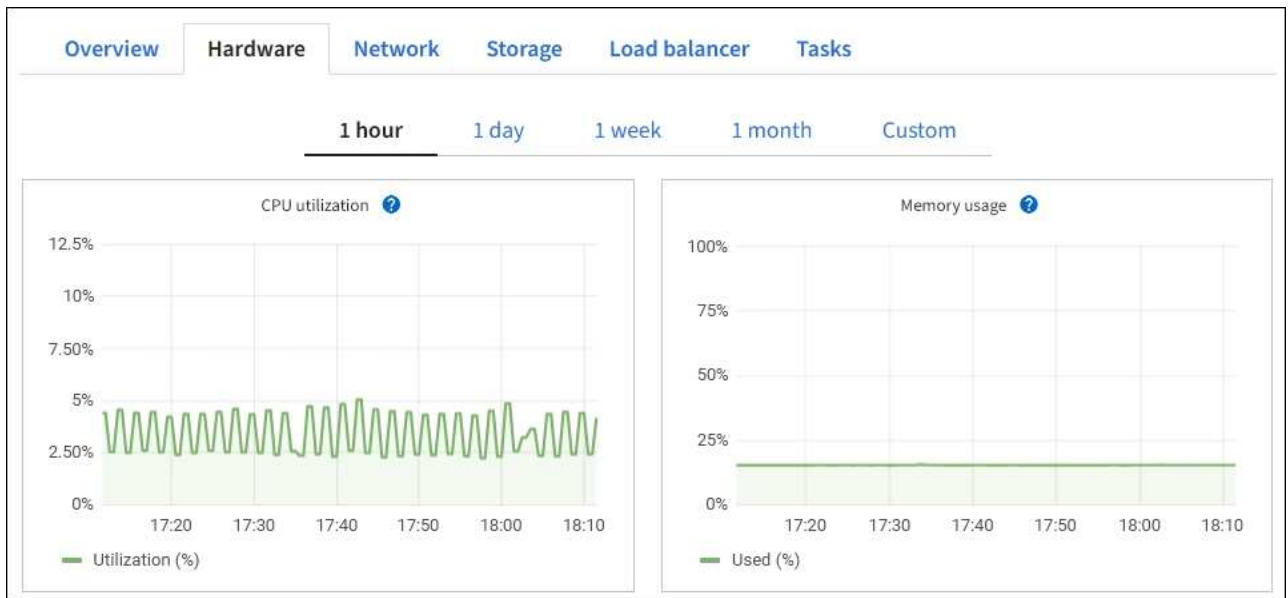 Overview Hardware Network Storage Load balancer Tasks
1 hour 1 day 1 week 1 month Custom
CPU utilization ?
12.5%
10%
7.50%
5%
2.50%
0%
17:20 17:30 17:40 17:50 18:00 18:10
Utilization (%)
Memory usage ?
100%
75%
50%
25%
0%
17:20 17:30 17:40 17:50 18:00 18:10
Used (%)